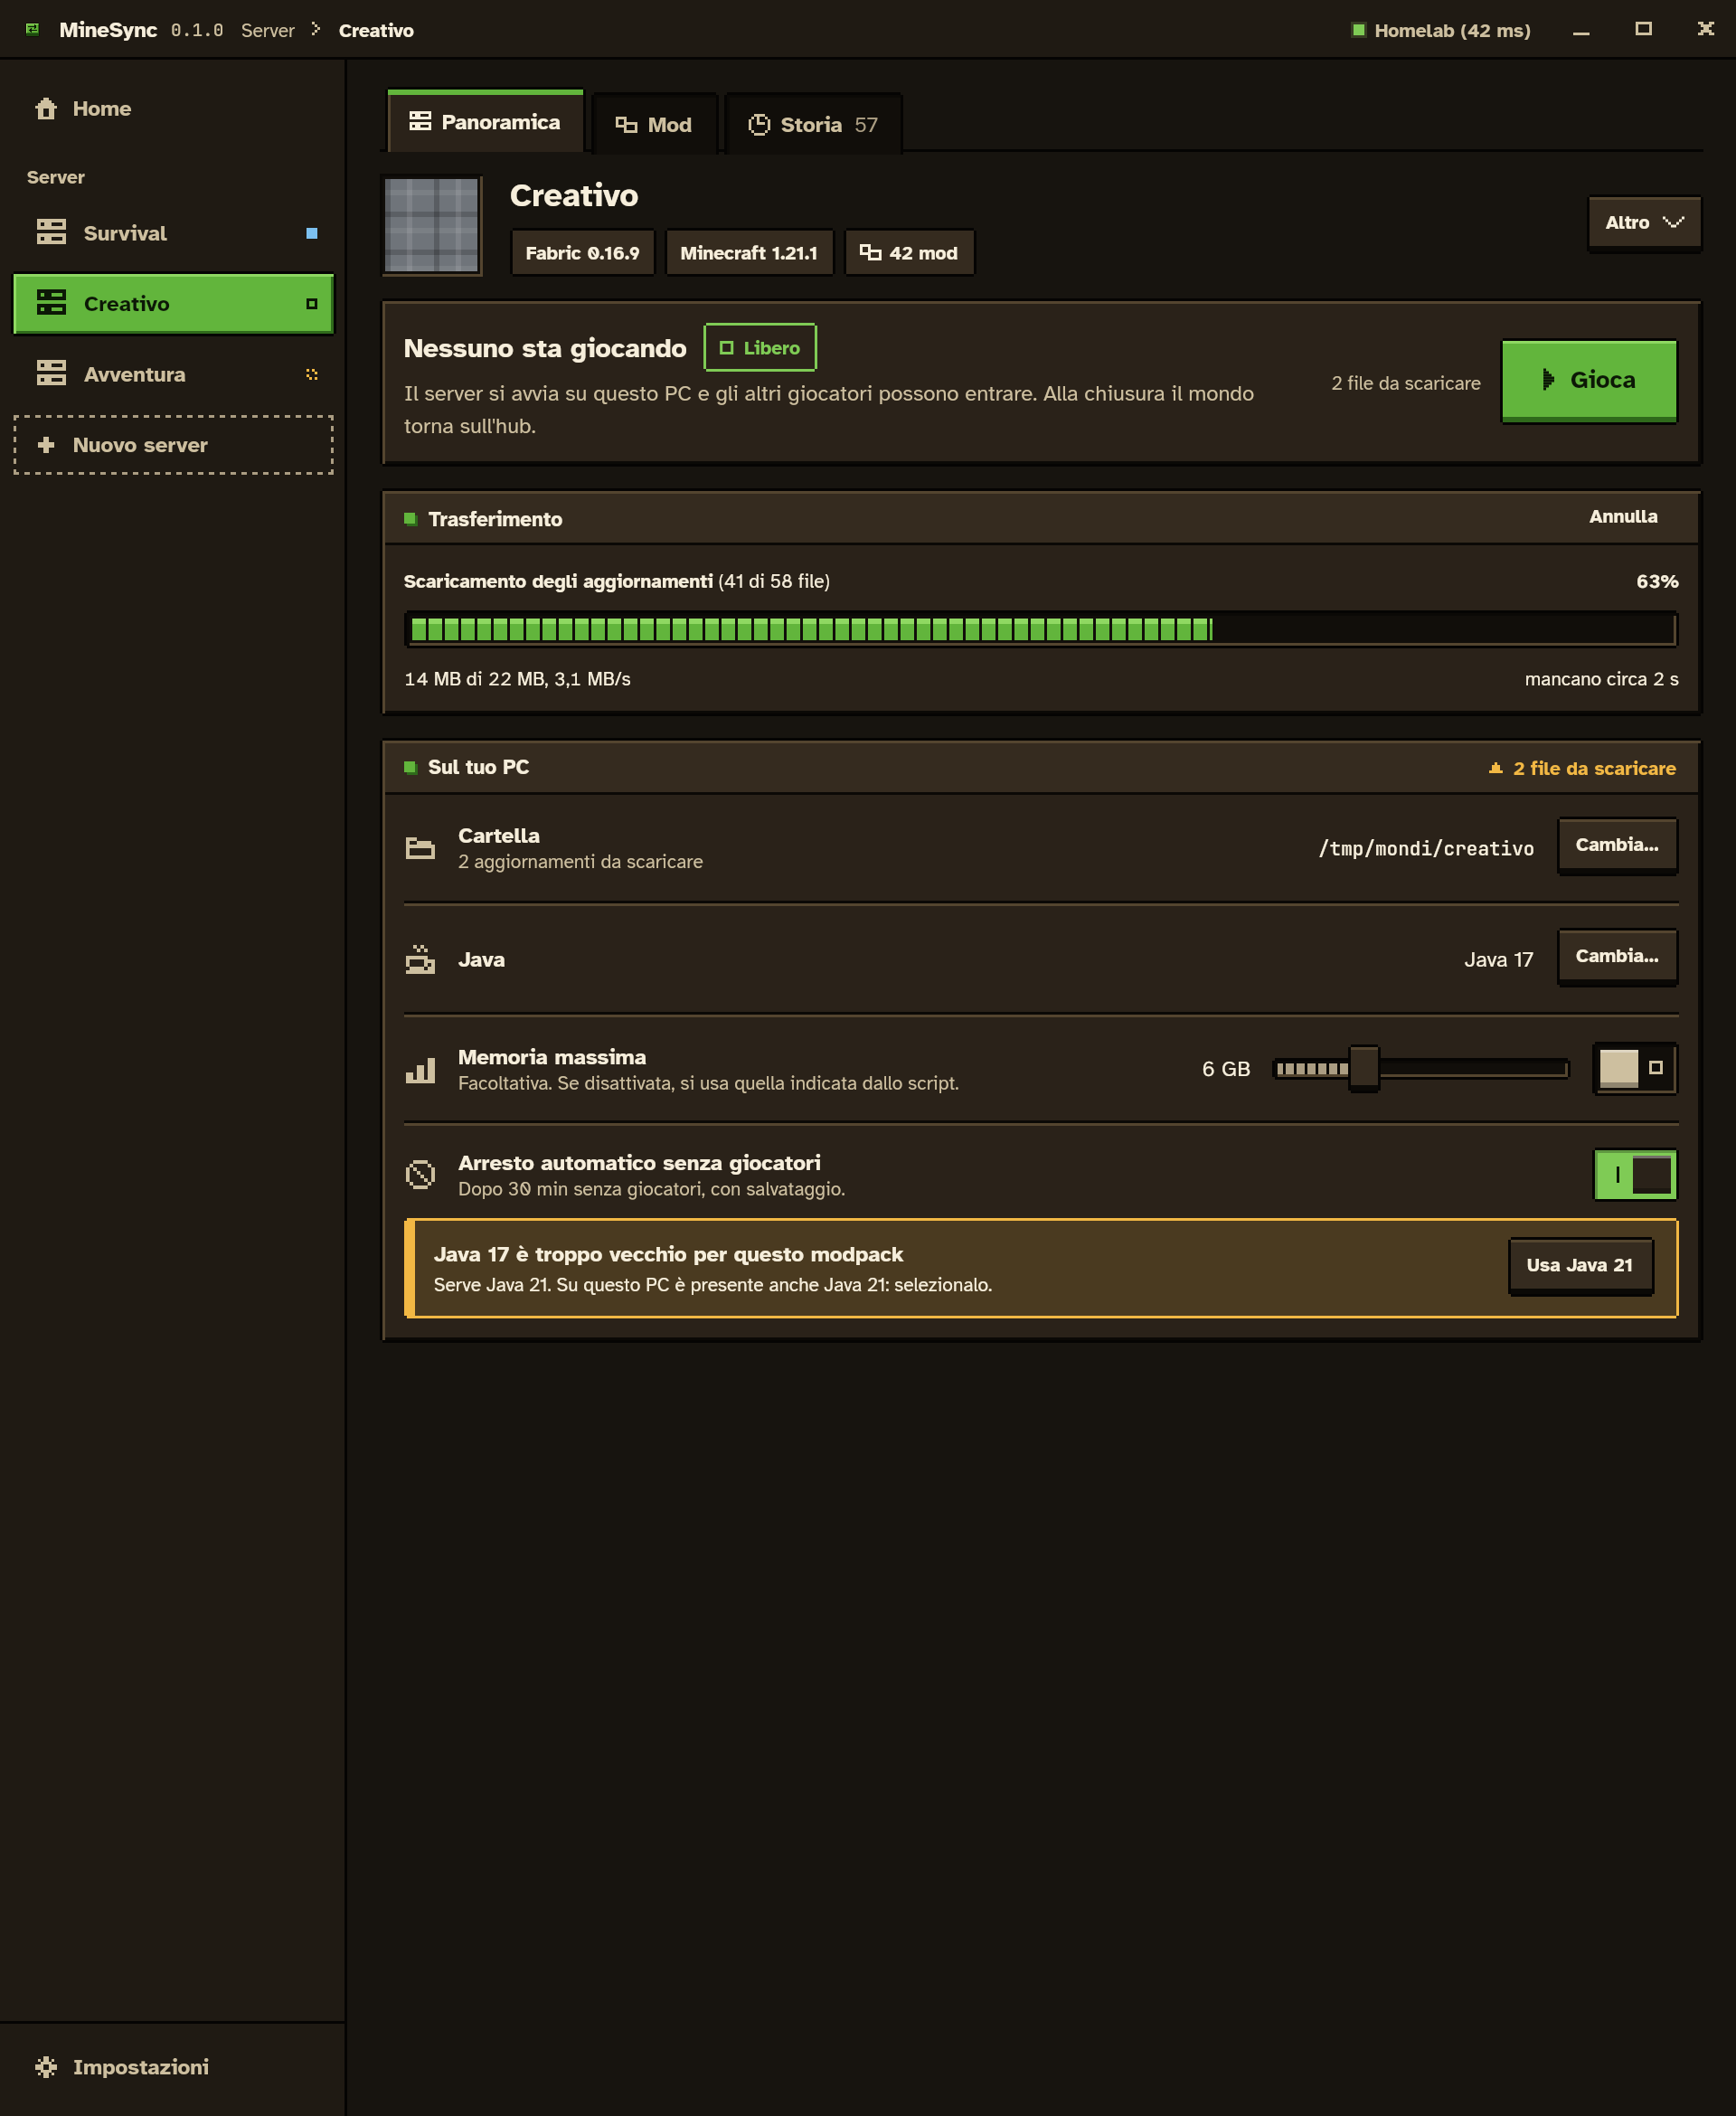 MineSync 0.1.0 Server Creativo
Homelab (42 ms)
Home
Server
Survival
Creativo
Avventura
Nuovo server
Impostazioni
Panoramica
Mod
Storia 57
Creativo
Fabric 0.16.9
Minecraft 1.21.1
42 mod
Altro
Nessuno sta giocando
Libero
Il server si avvia su questo PC e gli altri giocatori possono entrare. Alla chiusura il mondo
torna sull'hub.
2 file da scaricare
Gioca
Trasferimento
Annulla
Scaricamento degli aggiornamenti (41 di 58 file)
63%
14 MB di 22 MB, 3,1 MB/s
mancano circa 2 s
Sul tuo PC
2 file da scaricare
Cartella
2 aggiornamenti da scaricare
/tmp/mondi/creativo
Cambia...
Java
Java 17
Cambia...
Memoria massima
Facoltativa. Se disattivata, si usa quella indicata dallo script.
6 GB
Arresto automatico senza giocatori
Dopo 30 min senza giocatori, con salvataggio.
Java 17 è troppo vecchio per questo modpack
Serve Java 21. Su questo PC è presente anche Java 21: selezionalo.
Usa Java 21